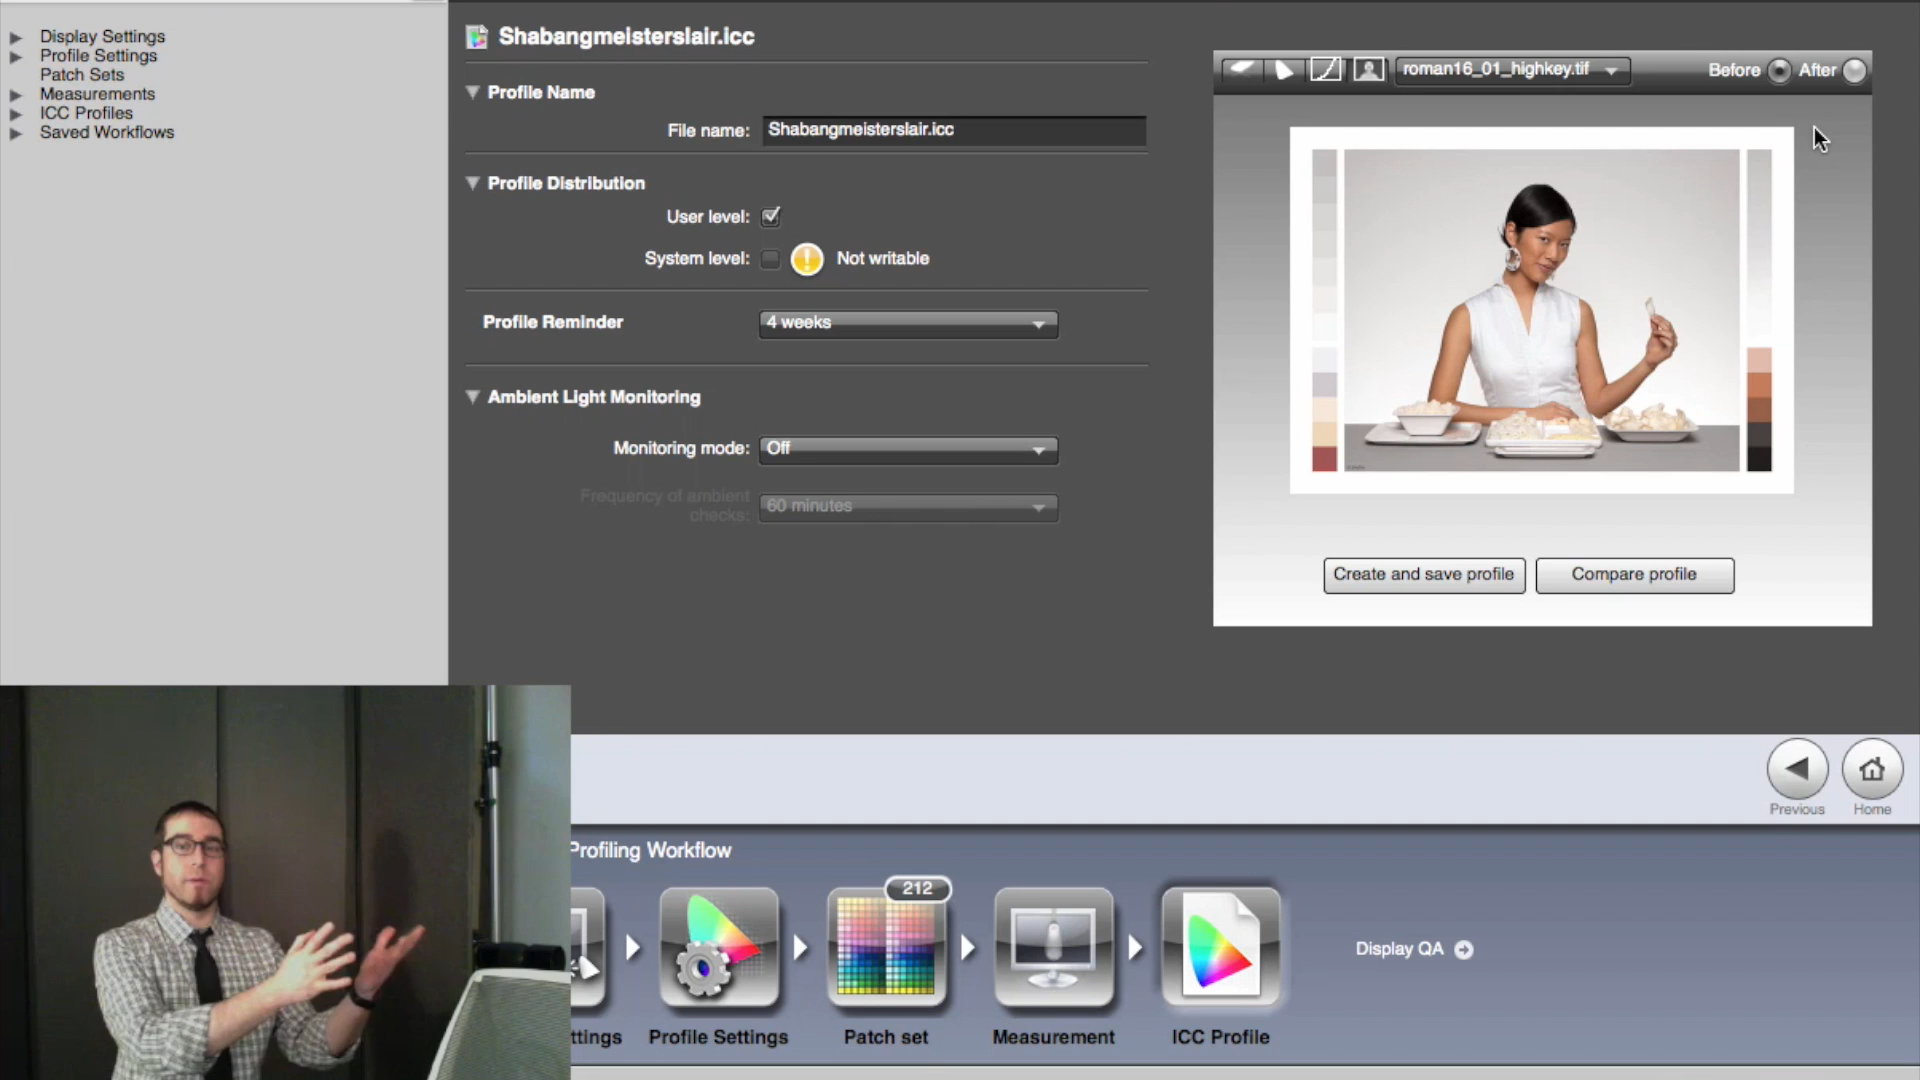 Display Settings
Profile Settings
Patch Sets
Measurements
ICC Profiles
Saved Workflows
Shabangmeisterslair.icc
Profile Name
File name: Shabangmeisterslair.icc
Profile Distribution
User level:
System level: Not writable
Profile Reminder 4 weeks
Ambient Light Monitoring
Monitoring mode: Off
Frequency of ambient
checks: 60 minutes
roman16_01_highkey.tif Before After
Create and save profile Compare profile
Previous Home
Profiling Workflow
212
Display QA
ttings Profile Settings Patch set Measurement ICC Profile